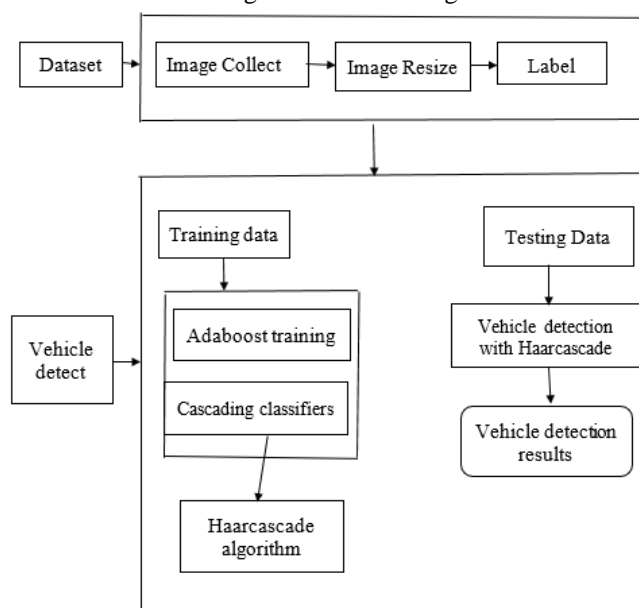 Dataset
Image Collect
Image Resize
Label
Training data
Testing Data
Adaboost training
Vehicle detection
with Haarcascade
Vehicle
detect
Cascading classifiers
Vehicle detection
results
Haarcascade
algorithm